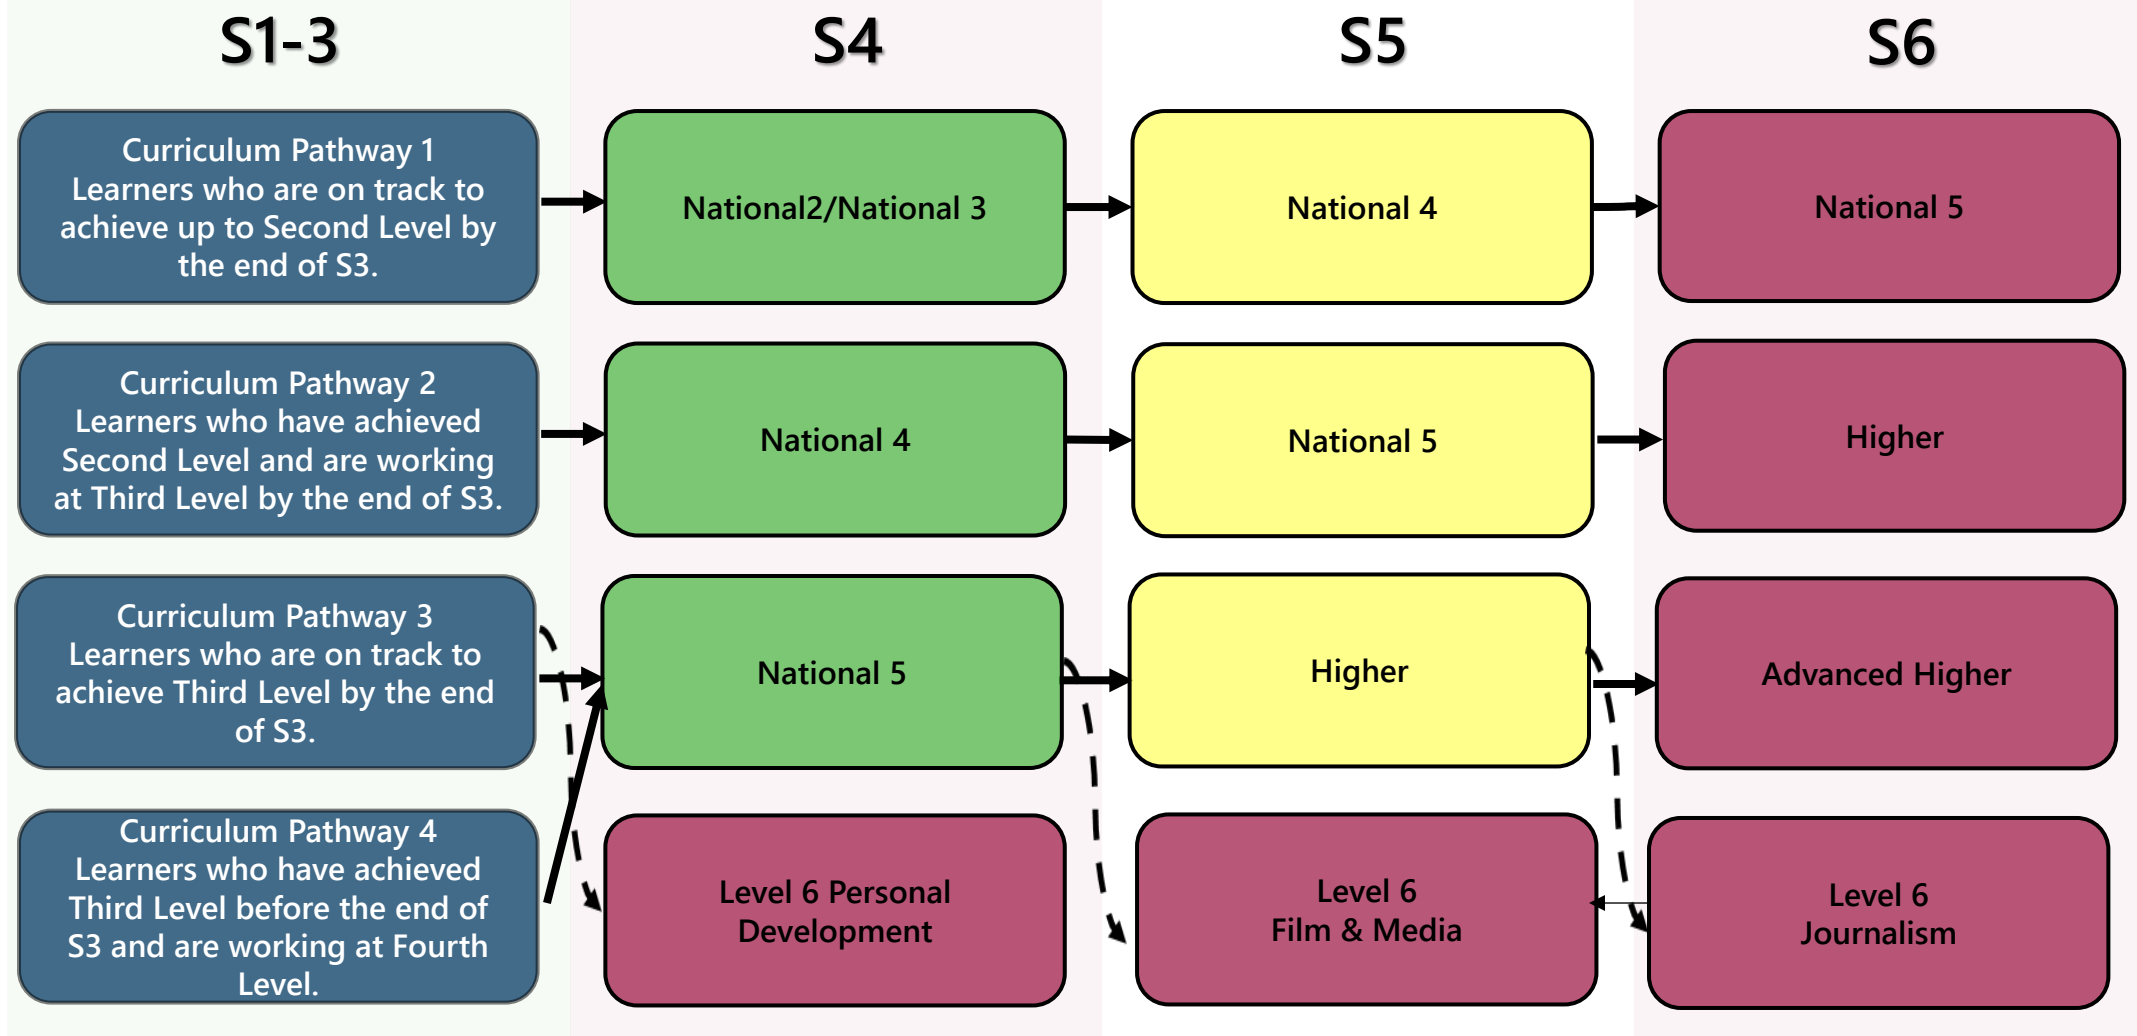 S1-3
S4
S5
S6
Curriculum Pathway 1
Learners who are on track to
achieve up to Second Level by
the end of S3.
National2/National 3
National 4
National 5
Curriculum Pathway 2
Learners who have achieved
Second Level and are working
at Third Level by the end of S3.
National 4
National 5
Higher
Curriculum Pathway 3
Learners who are on track to
achieve Third Level by the end
of S3.
National 5
Higher
Advanced Higher
Curriculum Pathway 4
Learners who have achieved
Third Level before the end of
S3 and are working at Fourth
Level.
Level 6 Personal
Development
Level 6
Film & Media
Level 6
Journalism